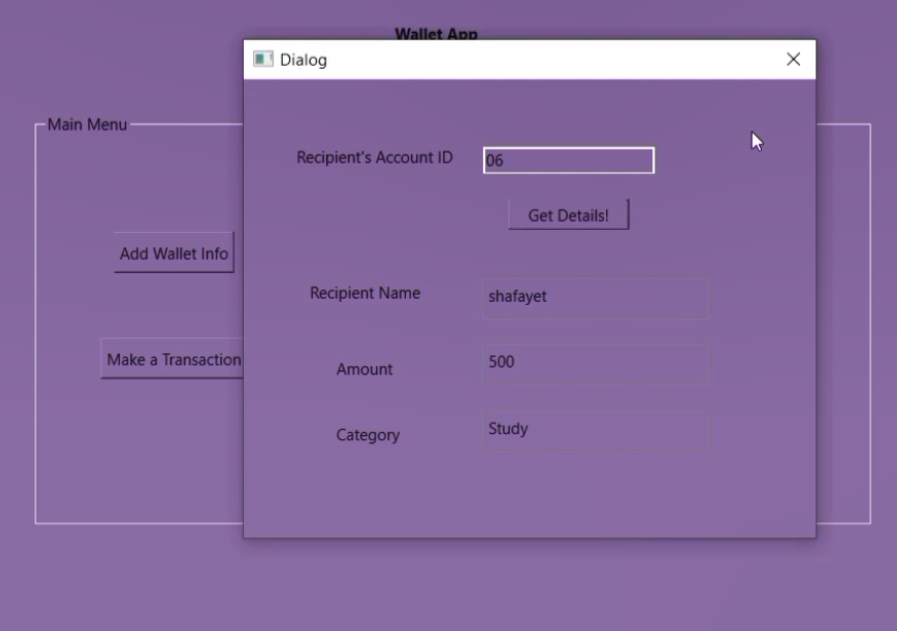 Wallet App
Dialog
Main Menu
Recipient's Account ID 06
Get Details!
Add Wallet Info
Recipient Name shafayet
Make a Transaction
Amount 500
Category Study